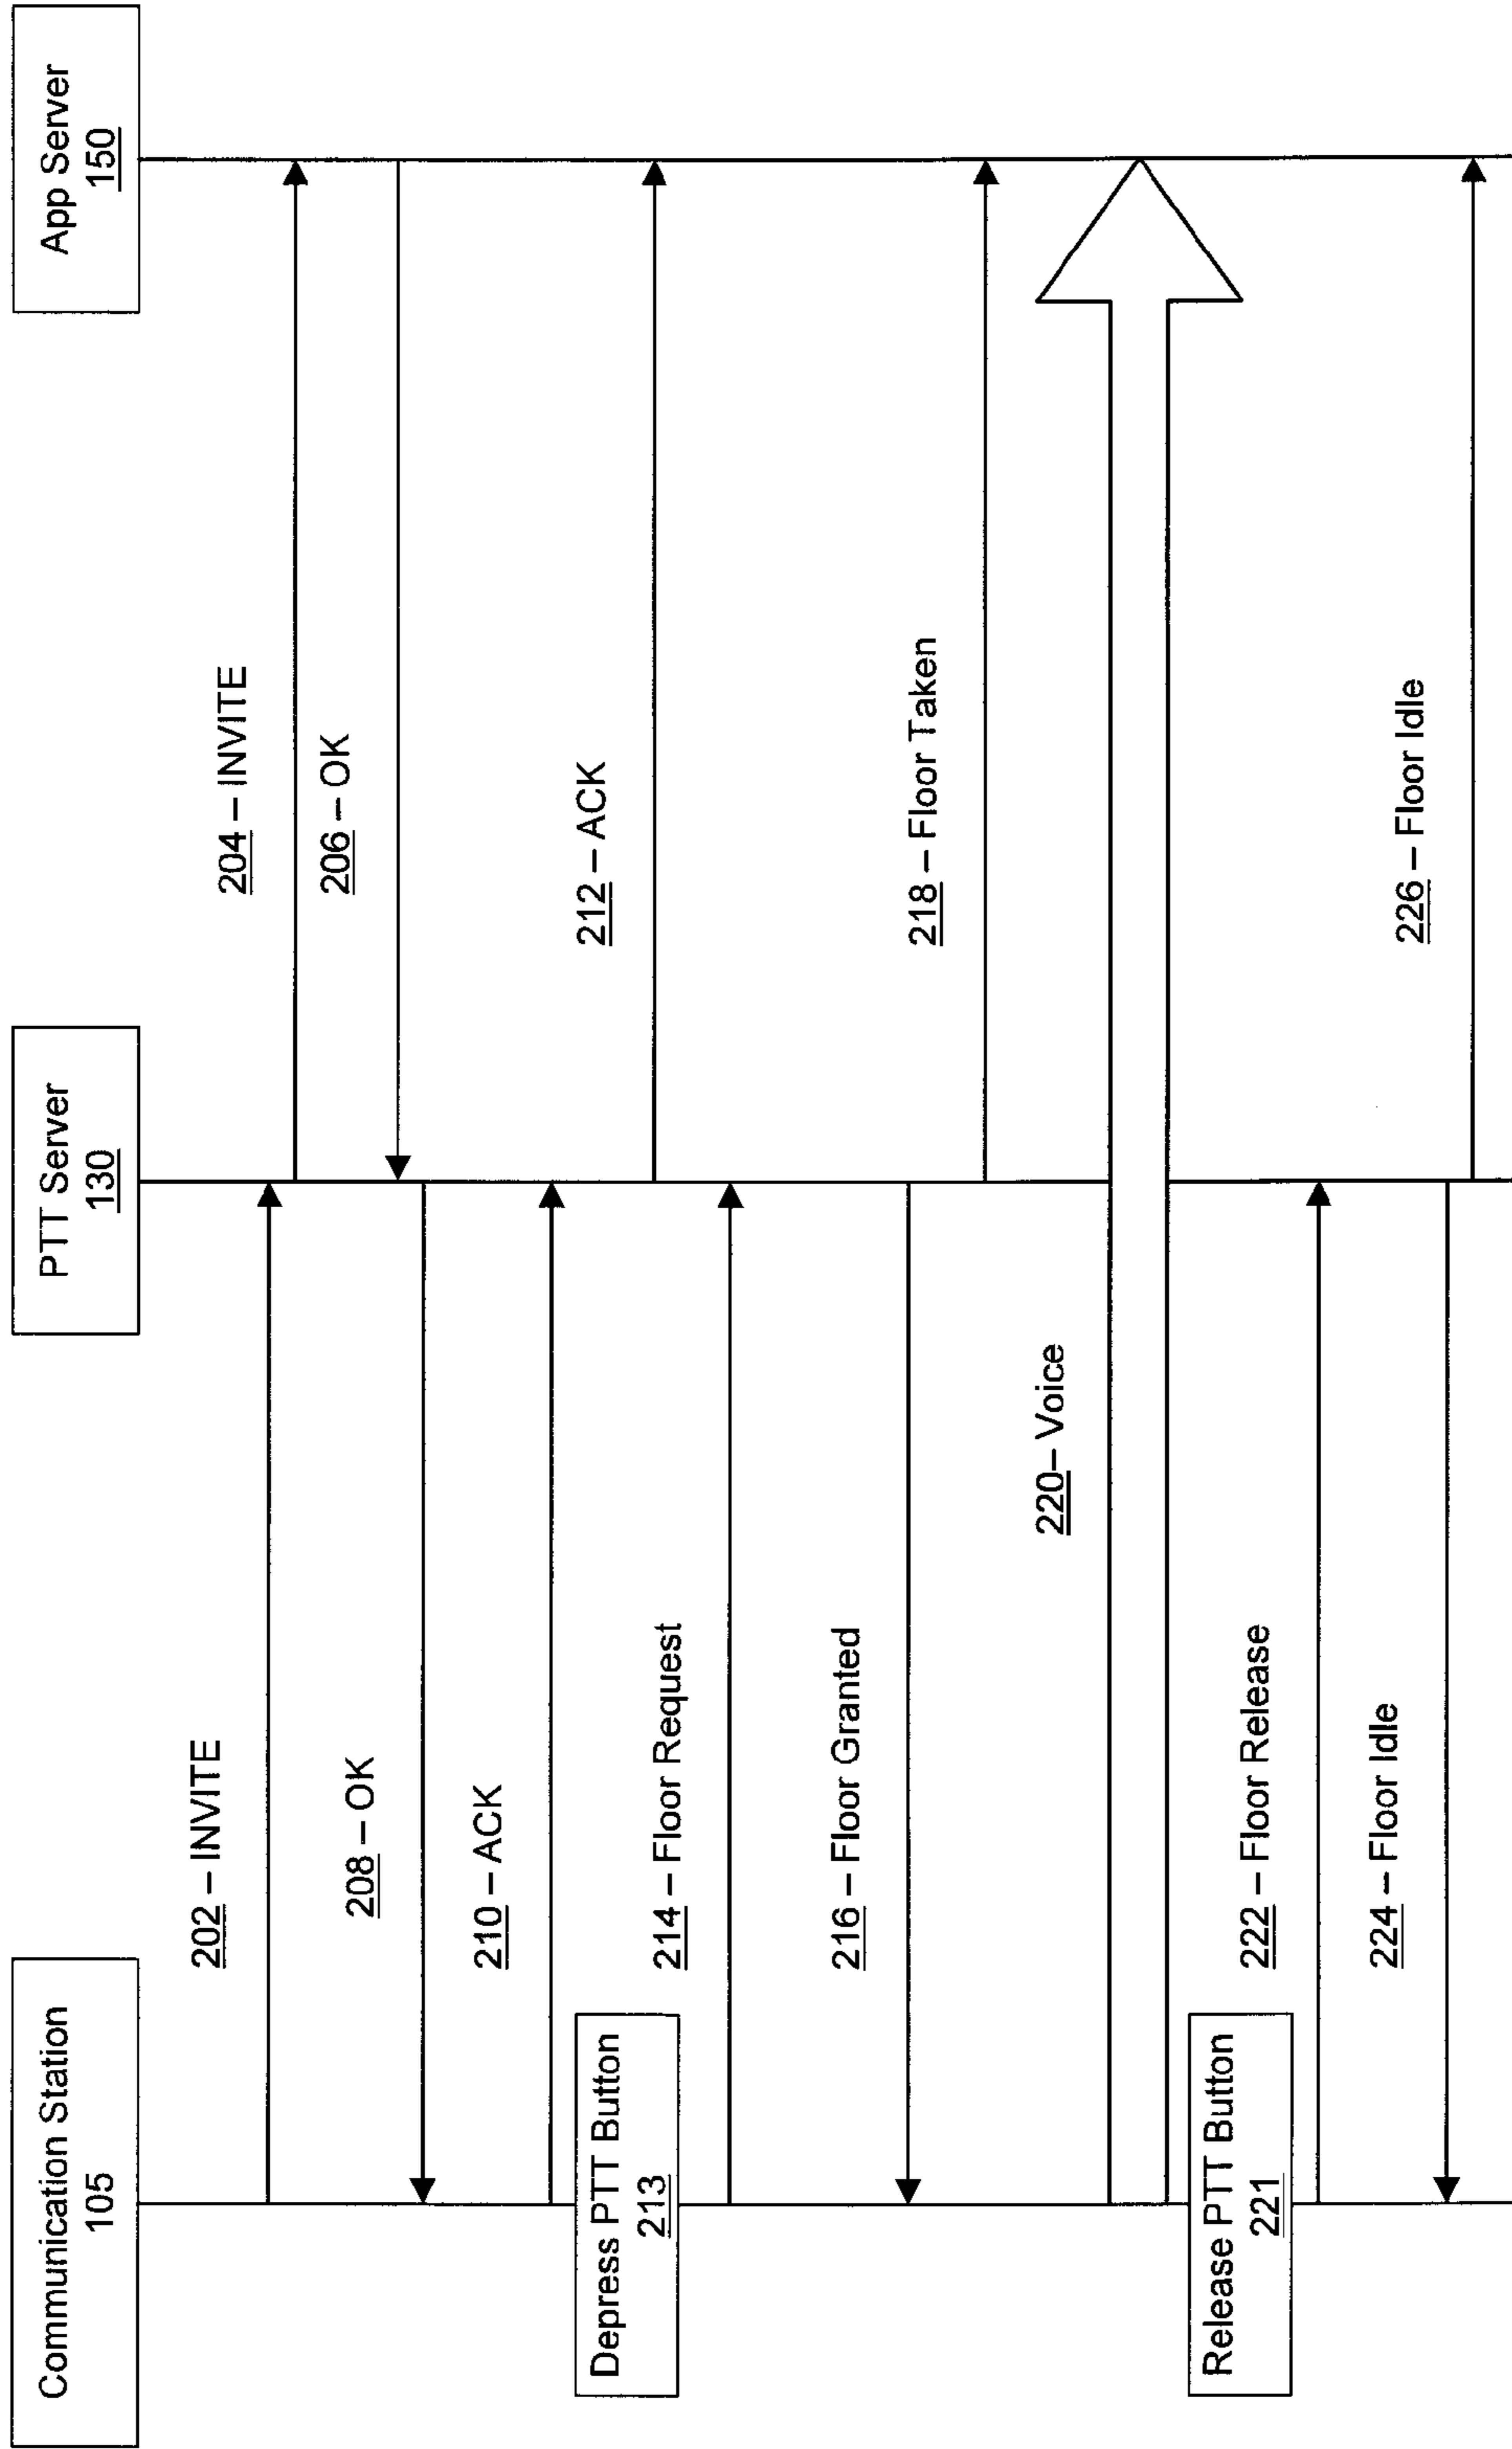 Communication Station
105
PTT Server
130
App Server
150
202 – INVITE
204 – INVITE
206 – OK
208 – OK
210 – ACK
212 – ACK
Depress PTT Button
213
214 – Floor Request
216 – Floor Granted
218 – Floor Taken
220 – Voice
Release PTT Button
221
222 – Floor Release
224 – Floor Idle
226 – Floor Idle